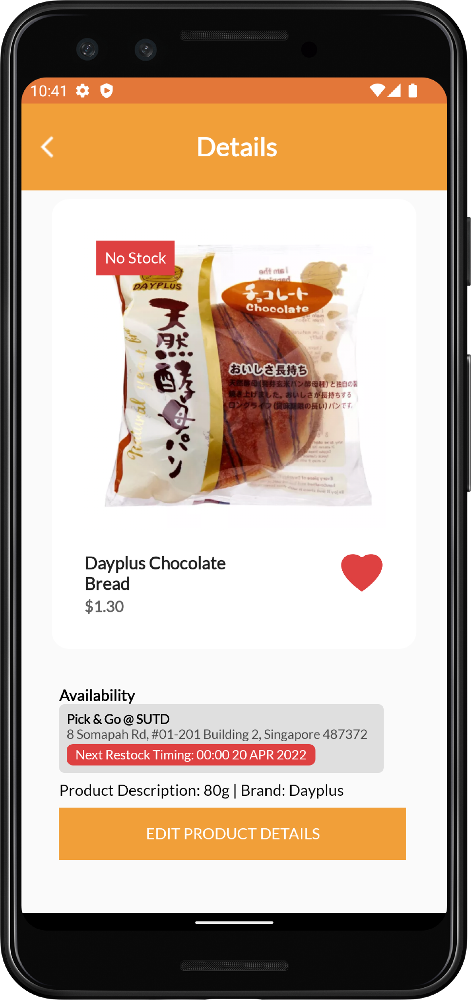 10:41
Details
No Stock
DAYPLUS
I am the
チョコレート
Chocolate
天然酵母パン
Natural yeast for
おいしさ長持ち
天然酵母(発芽玄米パン酵母種)と独自の製
焼き上げました。おいしさが長持ちする
ロングライフ(賞味期限の長い)パンです。
Dayplus Chocolate
Bread
$1.30
Availability
Pick & Go @ SUTD
8 Somapah Rd, #01-201 Building 2, Singapore 487372
Next Restock Timing: 00:00 20 APR 2022
Product Description: 80g | Brand: Dayplus
EDIT PRODUCT DETAILS